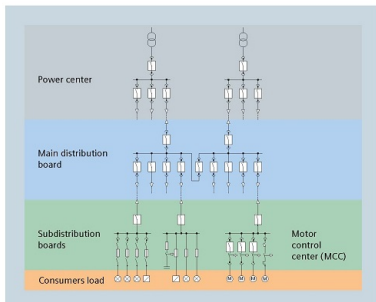 Power center
Main distribution
board
Subdistribution
boards
Motor
control
center (MCC)
Consumers load
M
M
M
M